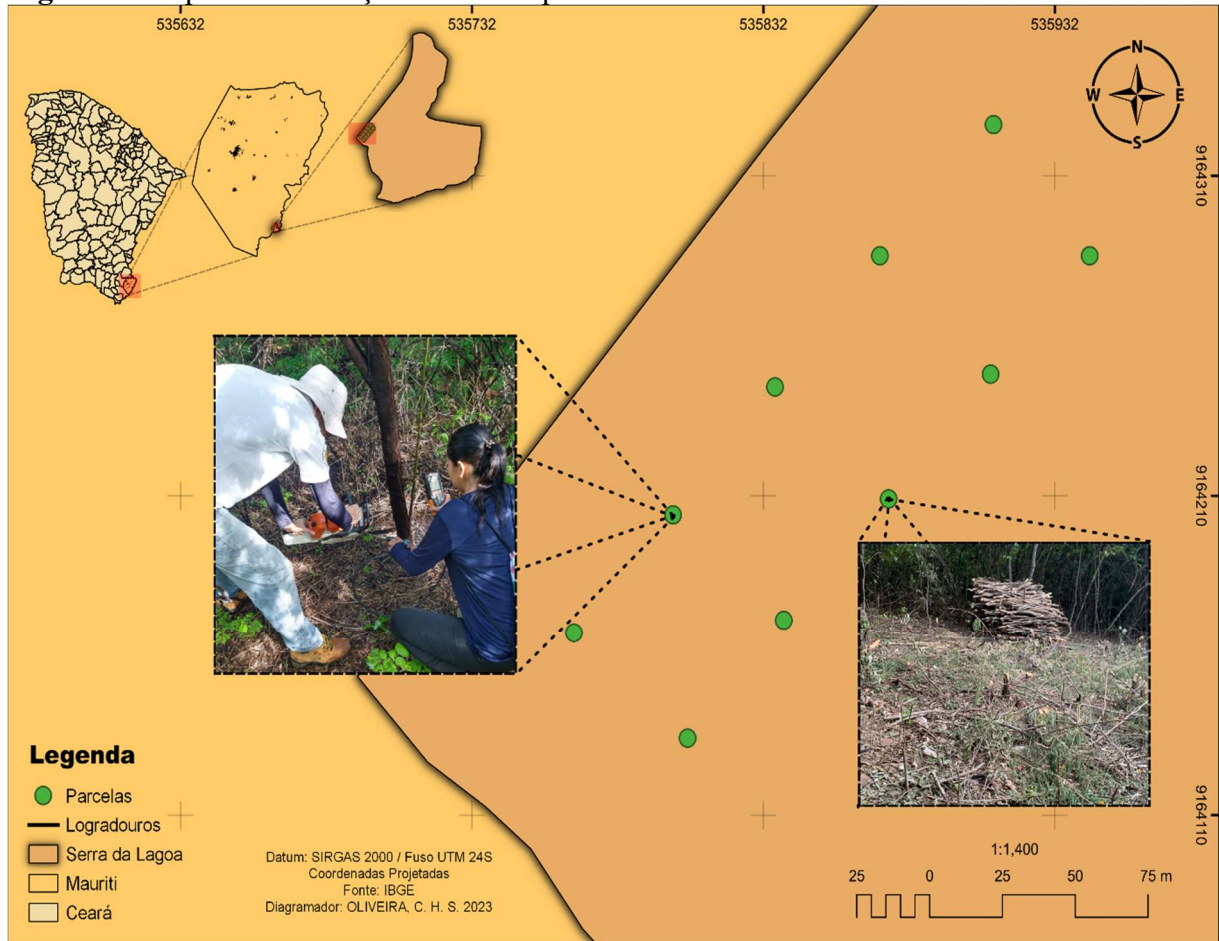 535632
535732
535832
535932
N
W
E
S
9164310
9164210
9164110
Legenda
Parcelas
Logradouros
Serra da Lagoa
Mauriti
Ceará
Datum: SIRGAS 2000 / Fuso UTM 24S
Coordenadas Projetadas
Fonte: IBGE
Diagramador: OLIVEIRA, C. H. S. 2023
1:1,400
25 0 25 50 75 m